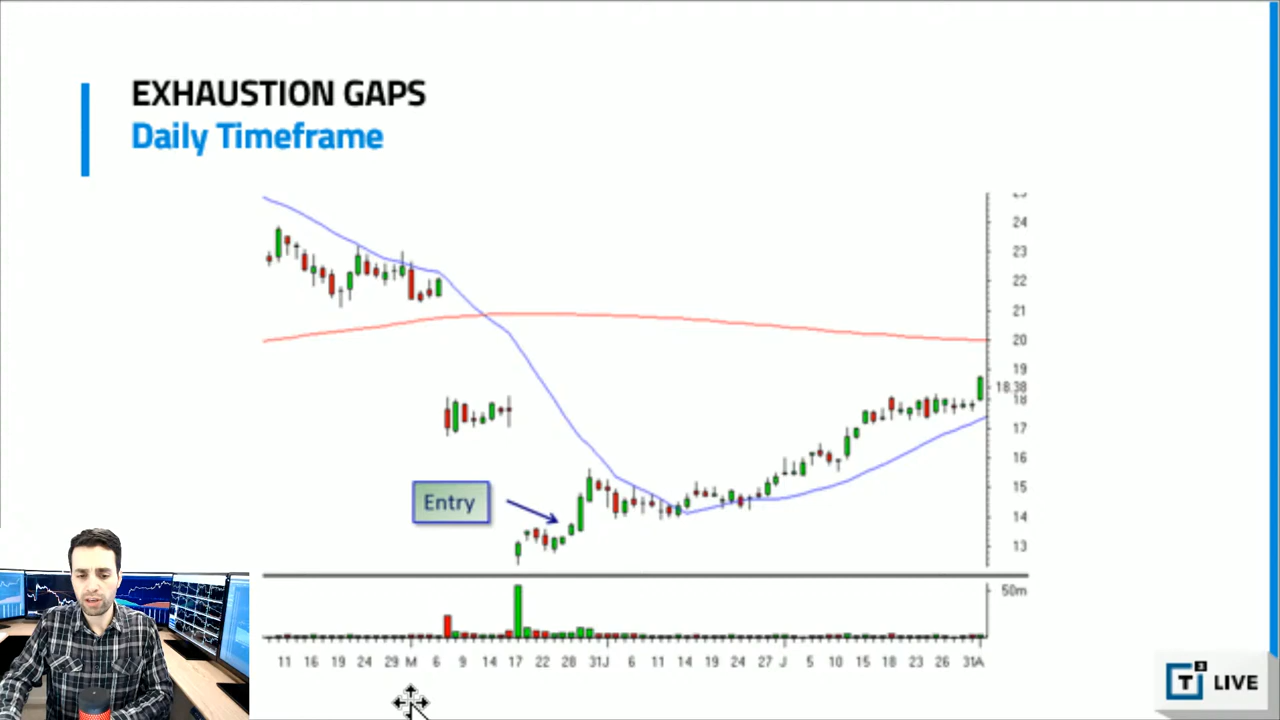 EXHAUSTION GAPS
Daily Timeframe
24
23
22
21
20
19
18.38
18
17
16
15
14
13
Entry
50m
11 16 19 24 29 M 6 9 14 17 22 28 31J 6 11 14 19 24 27 J 5 10 15 18 23 26 31A
T3 LIVE